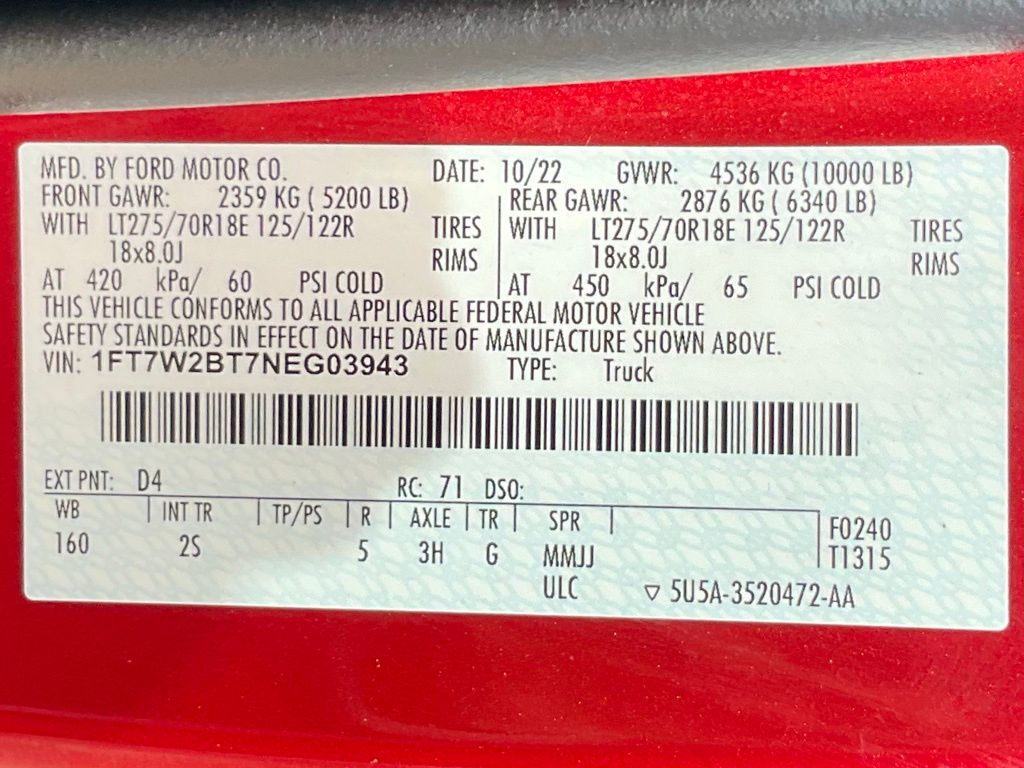 MFD. BY FORD MOTOR CO. DATE: 10/22 GVWR: 4536 KG (10000 LB)
FRONT GAWR: 2359 KG ( 5200 LB) REAR GAWR: 2876 KG ( 6340 LB)
WITH LT275/70R18E 125/122R TIRES WITH LT275/70R18E 125/122R TIRES
18x8.0J RIMS 18x8.0J RIMS
AT 420 kPa/ 60 PSI COLD AT 450 kPa/ 65 PSI COLD
THIS VEHICLE CONFORMS TO ALL APPLICABLE FEDERAL MOTOR VEHICLE
SAFETY STANDARDS IN EFFECT ON THE DATE OF MANUFACTURE SHOWN ABOVE.
VIN: 1FT7W2BT7NEG03943 TYPE: Truck
EXT PNT: D4 RC: 71 DSO:
WB INT TR TP/PS R AXLE TR SPR F0240
160 2S 5 3H G MMJJ T1315
ULC ▽ 5U5A-3520472-AA